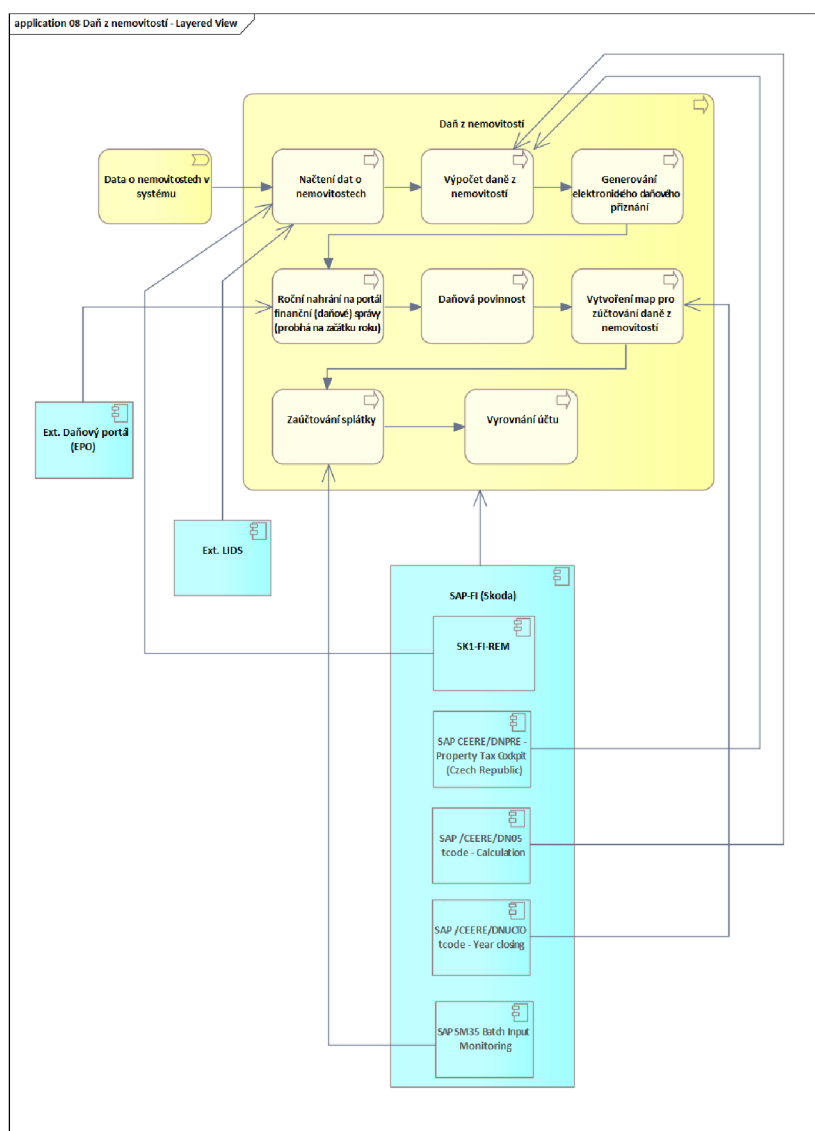 application 08 Daň z nemovitostí - Layered View
Daň z nemovitostí
Data o nemovitostech v
systému
Načtení dat o
nemovitostech
Výpočet daně z
nemovitostí
Generování
elektronického daňového
přiznání
Roční nahrání na portál
finanční (daňové) správy
(probhá na začátku roku)
Daňová povinnost
Vytvoření map pro
zúčtování daně z
nemovitostí
Zaúčtování splátky
Vyrovnání účtu
Ext. Daňový portál
(EPO)
Ext. LIDS
SAP-FI (Skoda)
SK1-FI-REM
SAP CEERE/DNPRE -
Property Tax Cockpit
(Czech Republic)
SAP /CEERE/DN05
tcode - Calculation
SAP /CEERE/DNUCTO
tcode - Year closing
SAP SM35 Batch Input
Monitoring